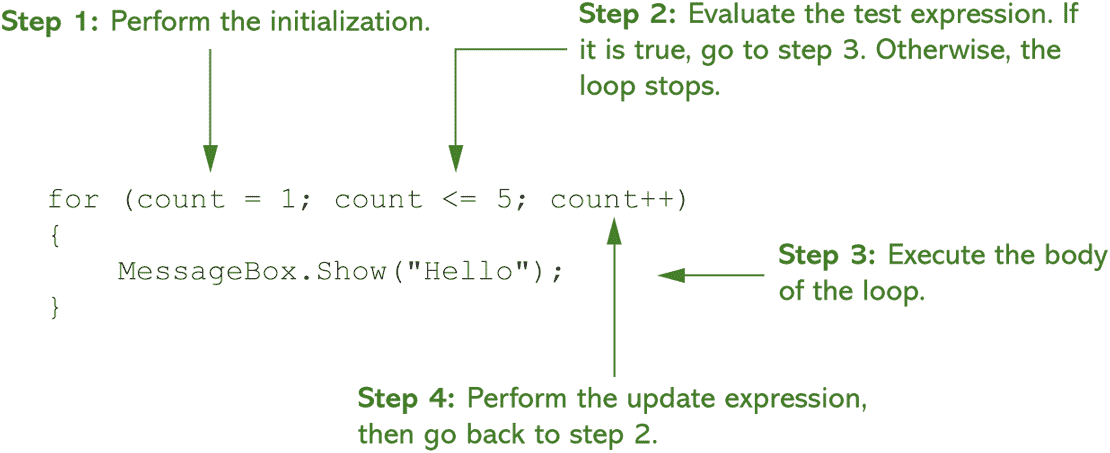 Step 1: Perform the initialization.
Step 2: Evaluate the test expression. If
it is true, go to step 3. Otherwise, the
loop stops.
for (count = 1; count <= 5; count++)
{
    MessageBox.Show("Hello");
}
Step 3: Execute the body
of the loop.
Step 4: Perform the update expression,
then go back to step 2.